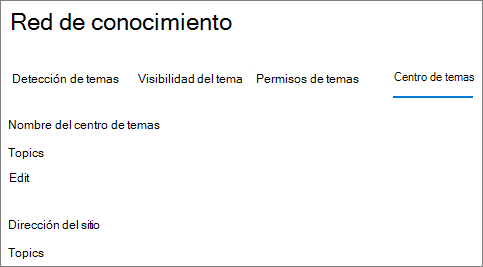 Red de conocimiento
Detección de temas Visibilidad del tema Permisos de temas Centro de temas
Nombre del centro de temas
Topics
Edit
Dirección del sitio
Topics